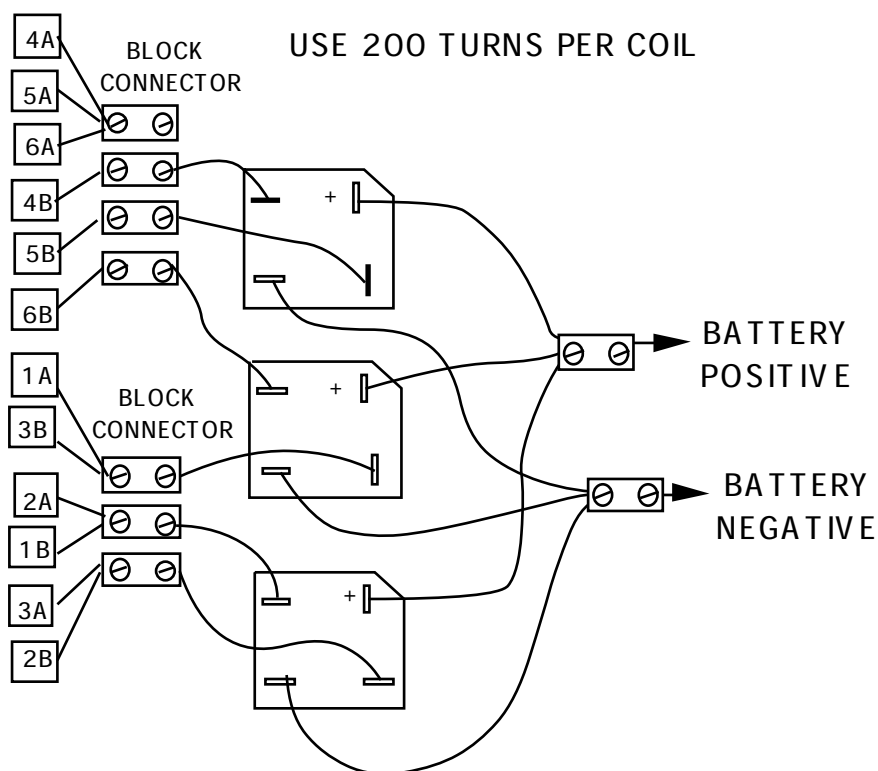 USE 200 TURNS PER COIL
4A
5A
6A
4B
5B
6B
BLOCK
CONNECTOR
+
BATTERY
POSITIVE
1A
3B
2A
1B
3A
2B
BLOCK
CONNECTOR
+
BATTERY
NEGATIVE
+